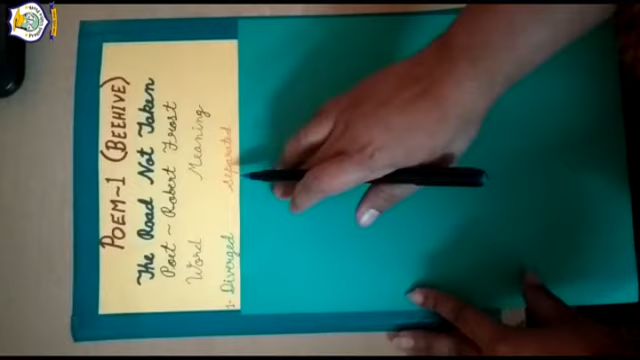 POEM~1 (BEEHIVE)
The Road Not Taken
Poet ~ Robert Frost
Word Meaning
1- Diverged separated